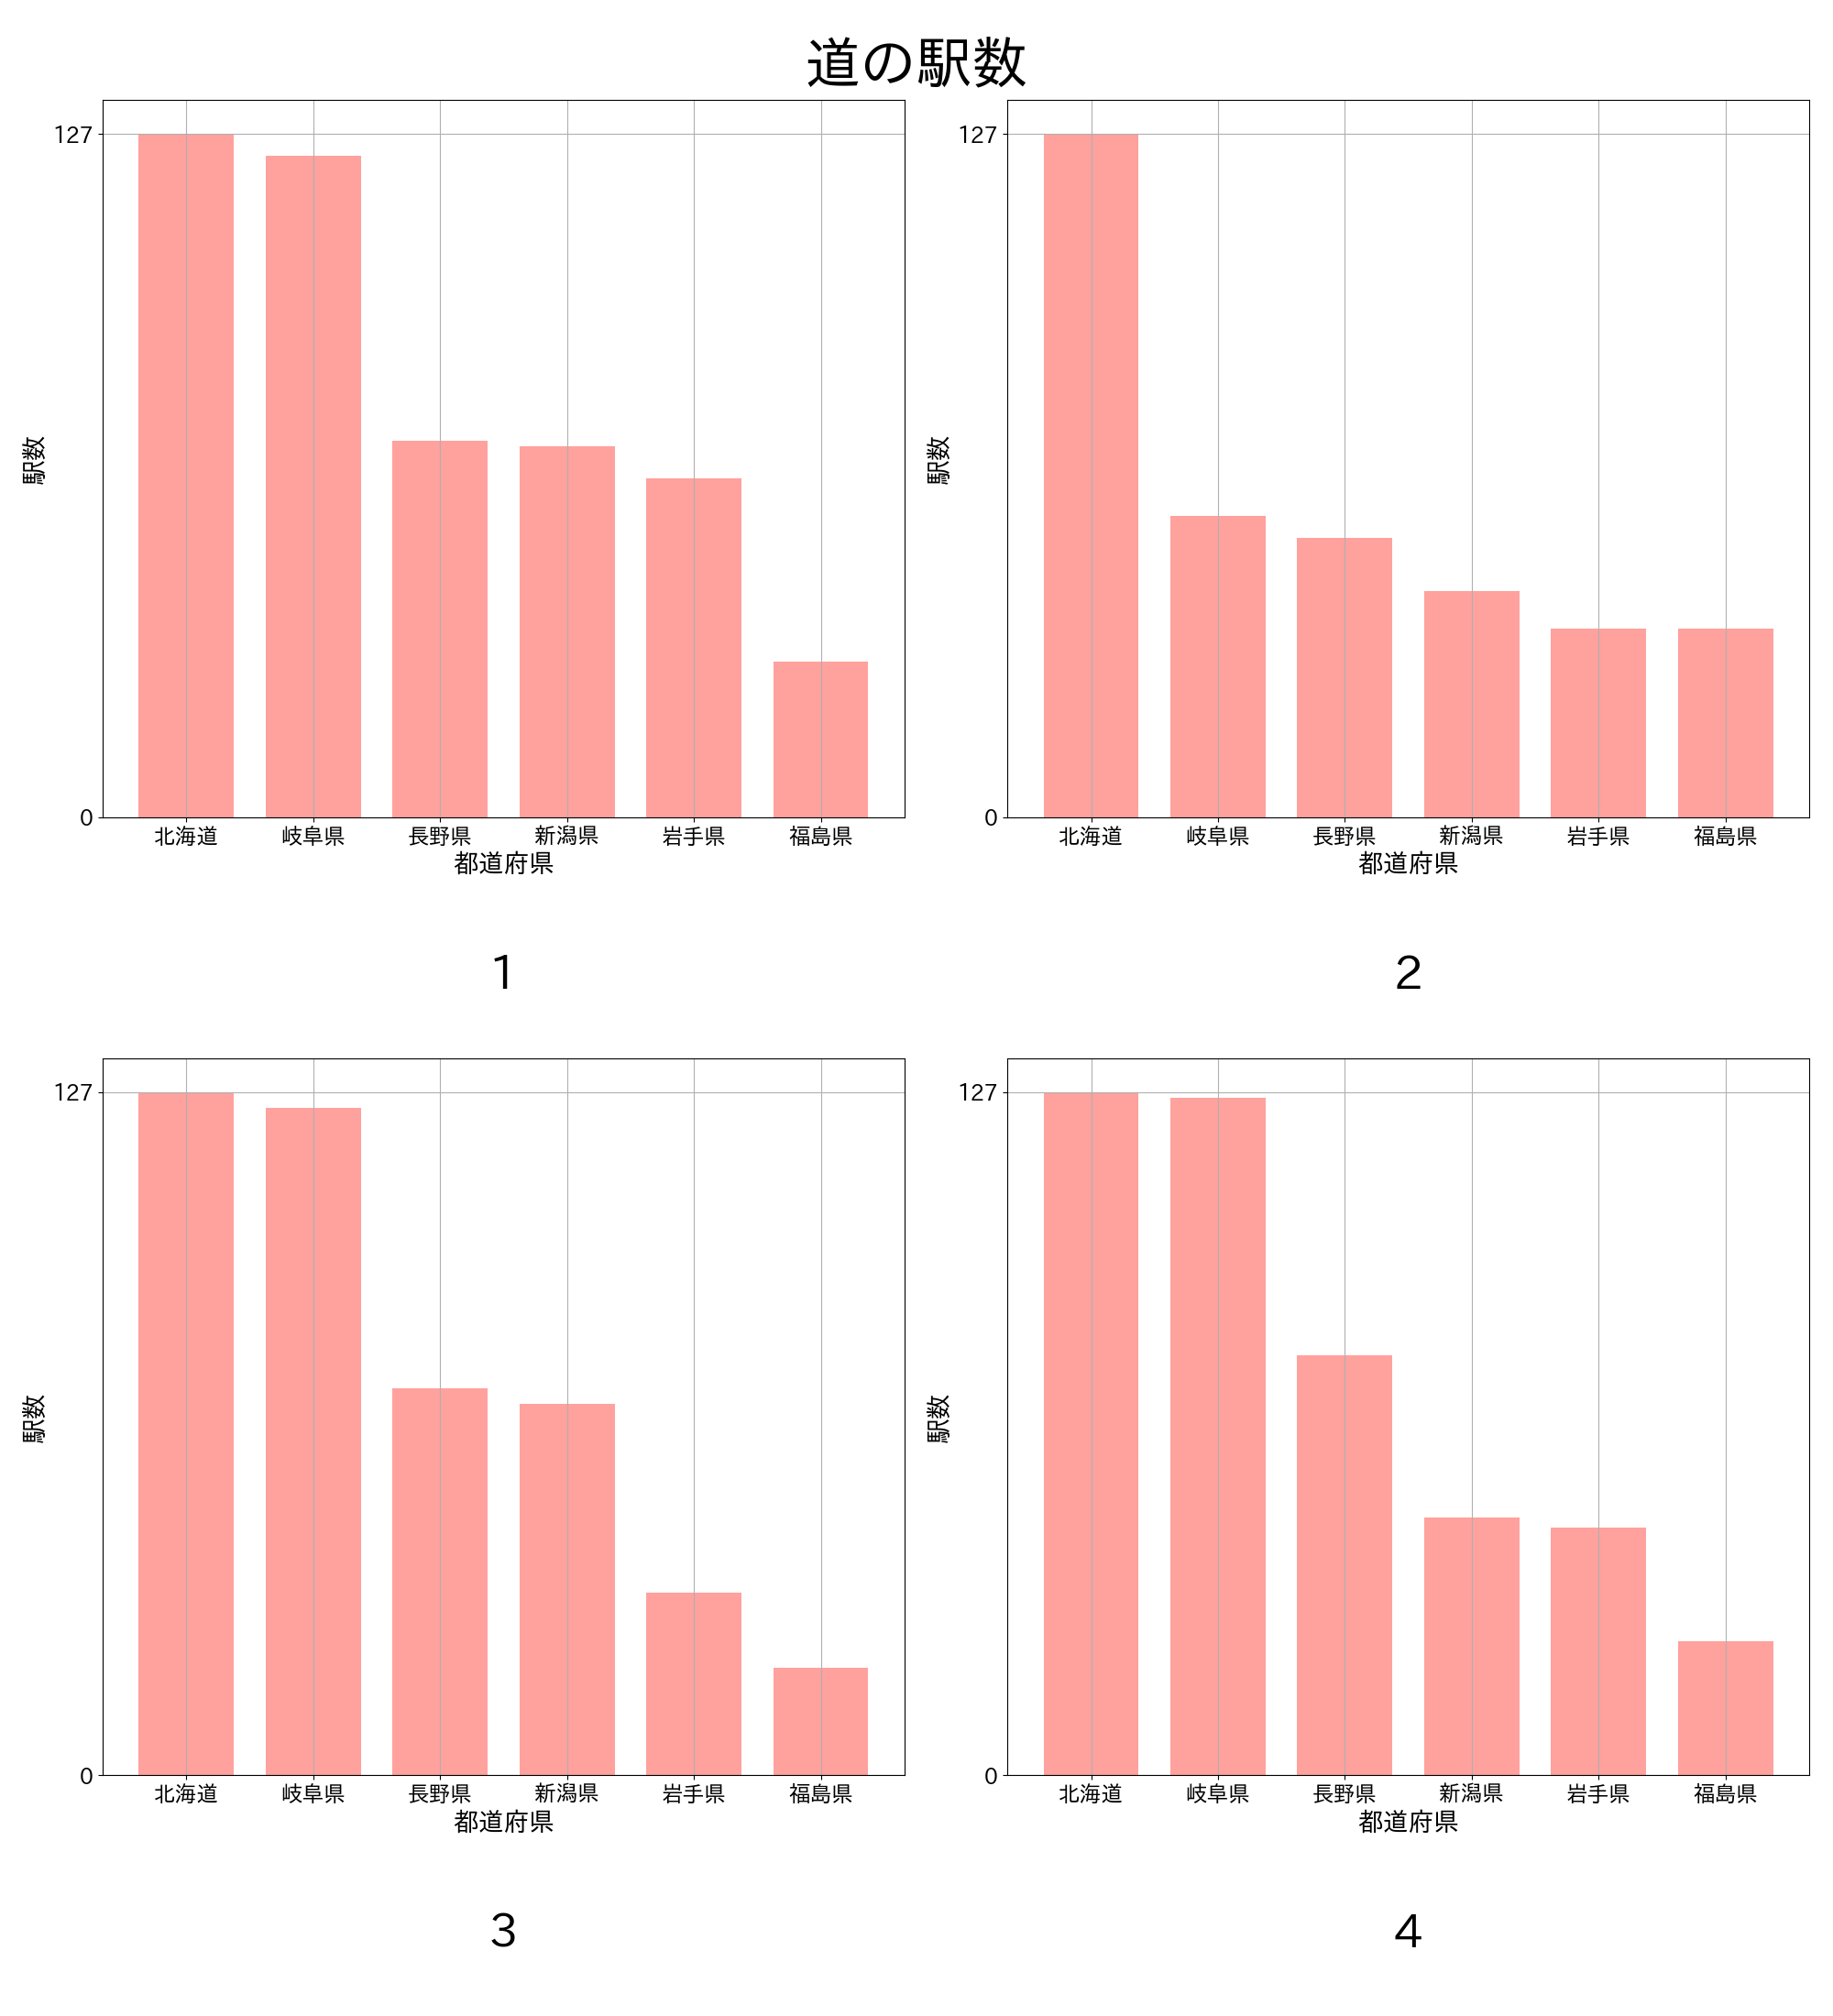 道の駅数
127
0
駅数
北海道 岐阜県 長野県 新潟県 岩手県 福島県
都道府県
1
127
0
駅数
北海道 岐阜県 長野県 新潟県 岩手県 福島県
都道府県
2
127
0
駅数
北海道 岐阜県 長野県 新潟県 岩手県 福島県
都道府県
3
127
0
駅数
北海道 岐阜県 長野県 新潟県 岩手県 福島県
都道府県
4